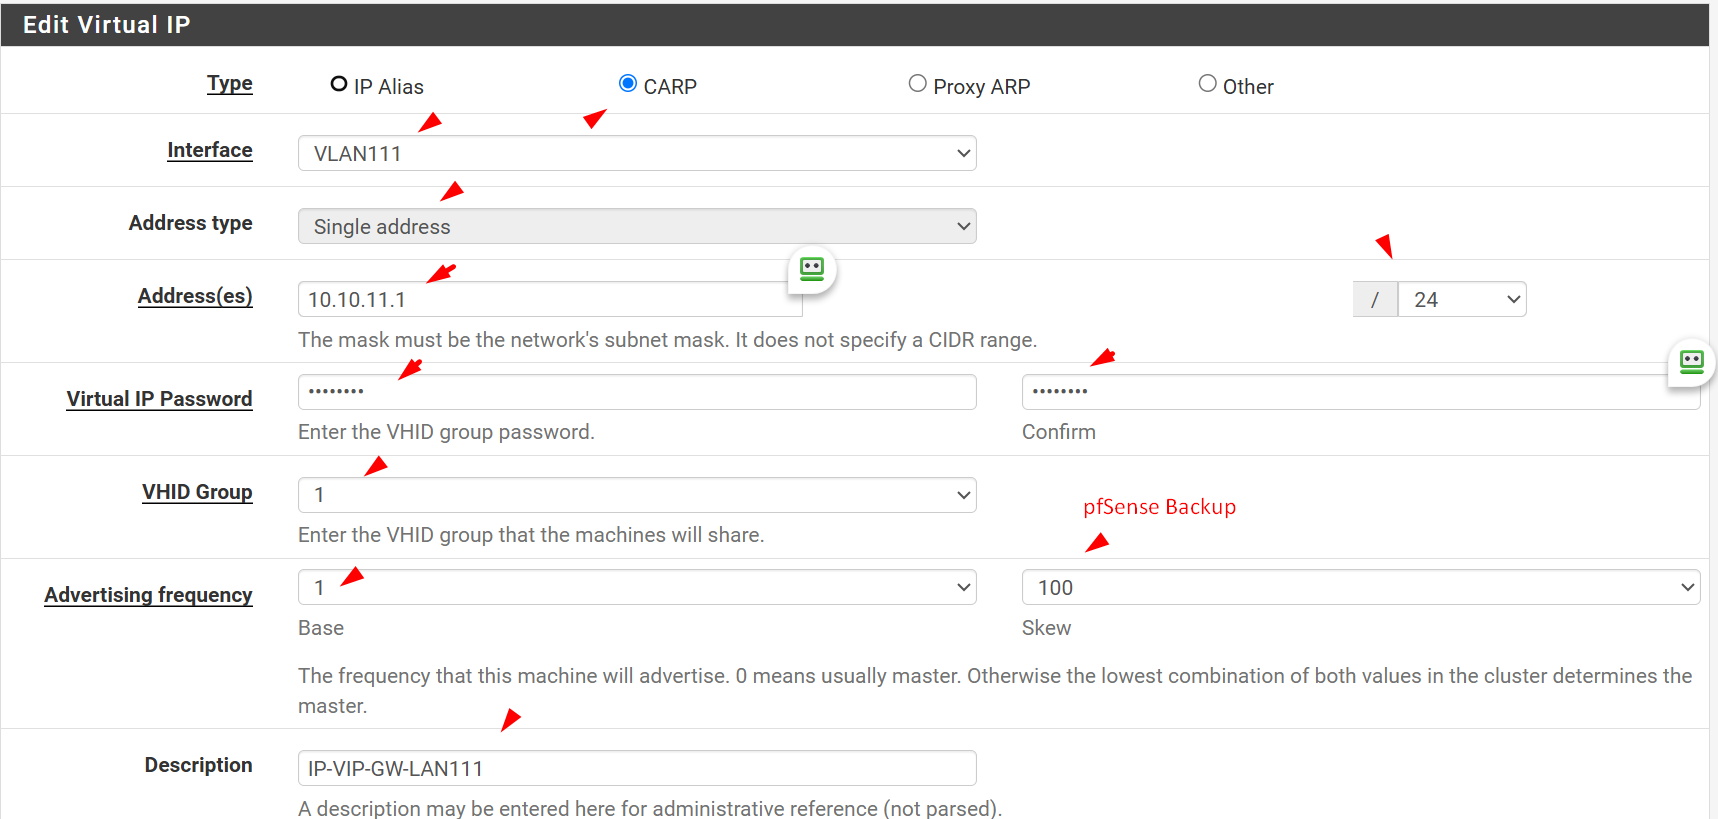 Edit Virtual IP
Type
IP Alias
CARP
Proxy ARP
Other
Interface
VLAN111
Address type
Single address
Address(es)
10.10.11.1
/
24
The mask must be the network's subnet mask. It does not specify a CIDR range.
Virtual IP Password
••••••••
••••••••
Enter the VHID group password.
Confirm
VHID Group
1
Enter the VHID group that the machines will share.
pfSense Backup
Advertising frequency
1
100
Base
Skew
The frequency that this machine will advertise. 0 means usually master. Otherwise the lowest combination of both values in the cluster determines the
master.
Description
IP-VIP-GW-LAN111
A description may be entered here for administrative reference (not parsed).